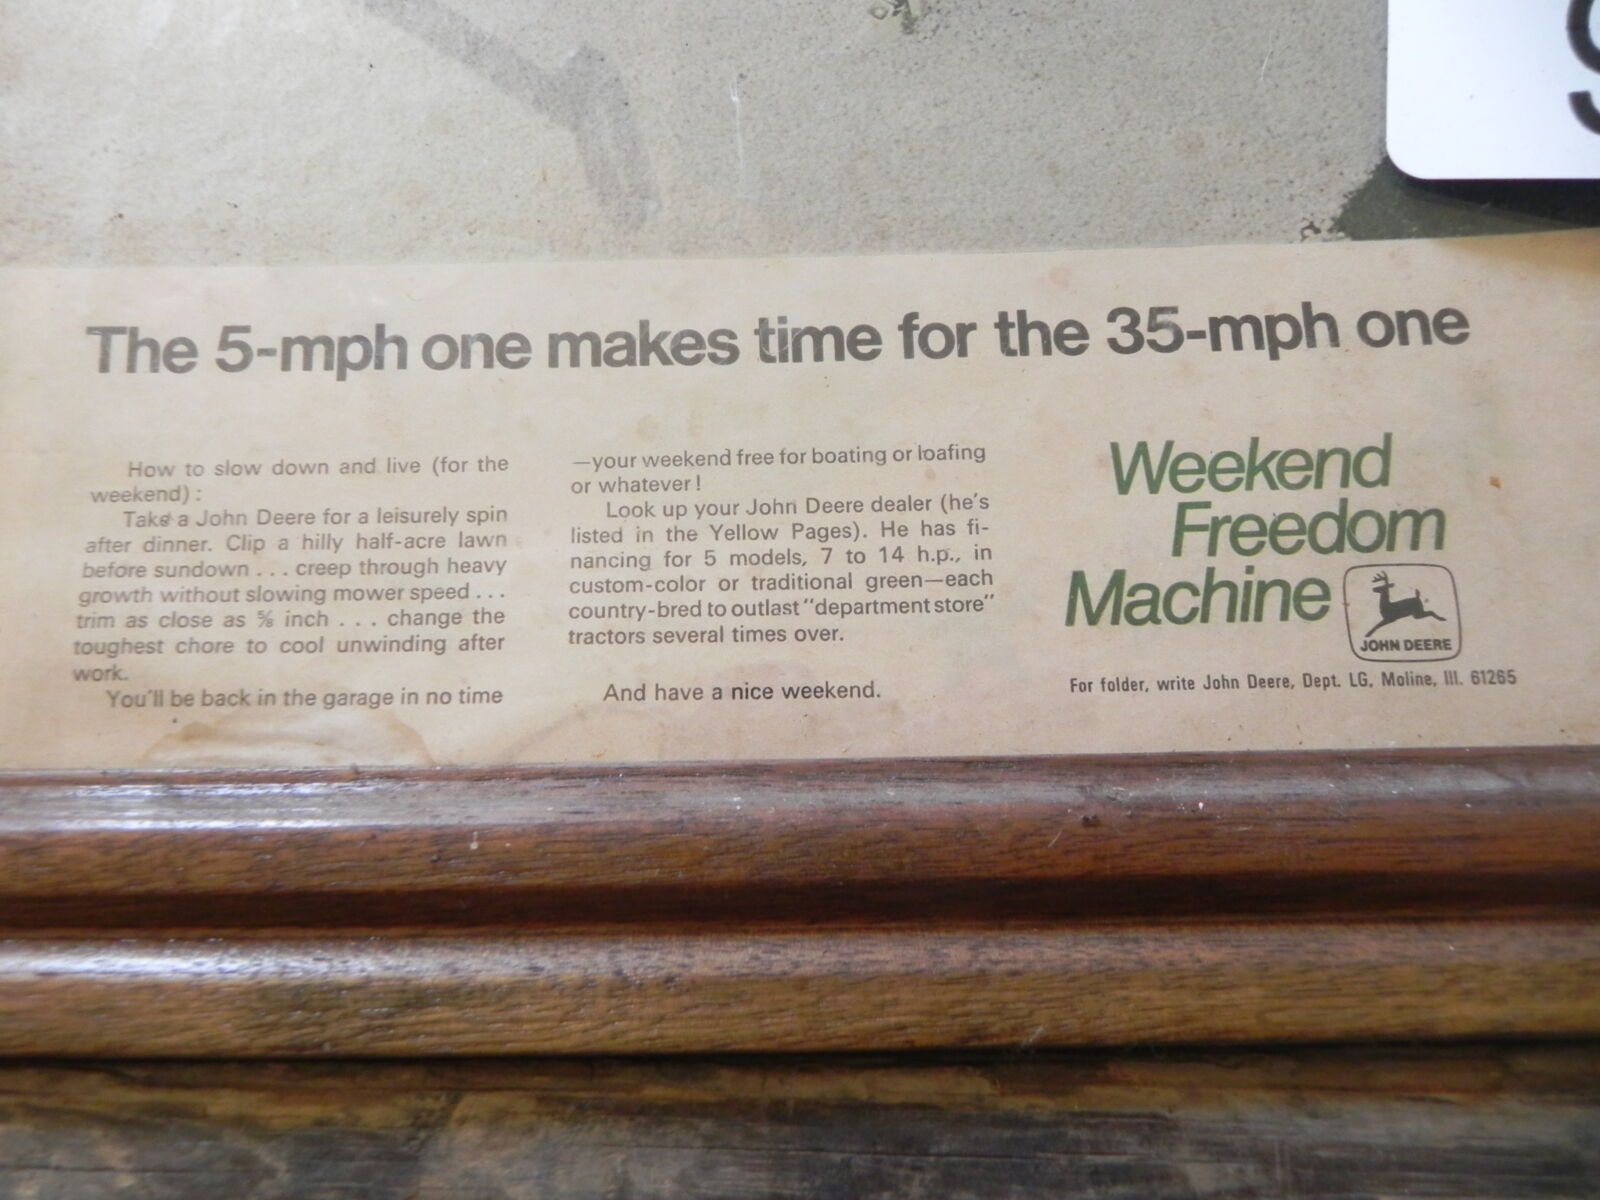 The 5-mph one makes time for the 35-mph one
How to slow down and live (for the
weekend):
Take a John Deere for a leisurely spin
after dinner. Clip a hilly half-acre lawn
before sundown . . . creep through heavy
growth without slowing mower speed . . .
trim as close as ⅝ inch . . . change the
toughest chore to cool unwinding after
work.
You'll be back in the garage in no time
—your weekend free for boating or loafing
or whatever!
Look up your John Deere dealer (he's
listed in the Yellow Pages). He has fi-
nancing for 5 models, 7 to 14 h.p., in
custom-color or traditional green—each
country-bred to outlast "department store"
tractors several times over.
And have a nice weekend.
Weekend
Freedom
Machine
JOHN DEERE
For folder, write John Deere, Dept. LG, Moline, Ill. 61265